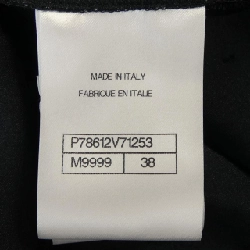 MADE IN ITALY
FABRIQUE EN ITALIE
P78612V71253
M9999 38